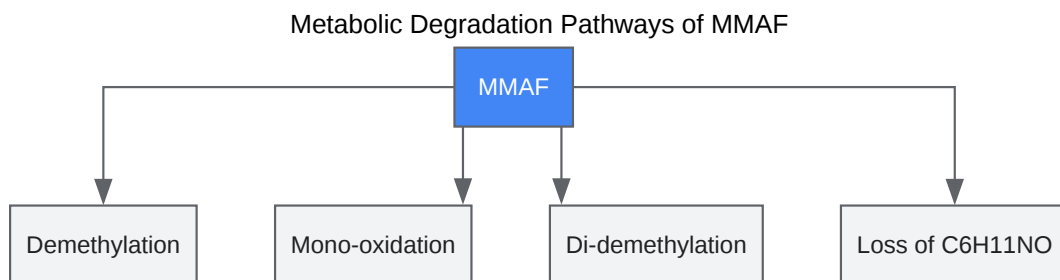 Metabolic Degradation Pathways of MMAF
MMAF
Demethylation
Mono-oxidation
Di-demethylation
Loss of C6H11NO